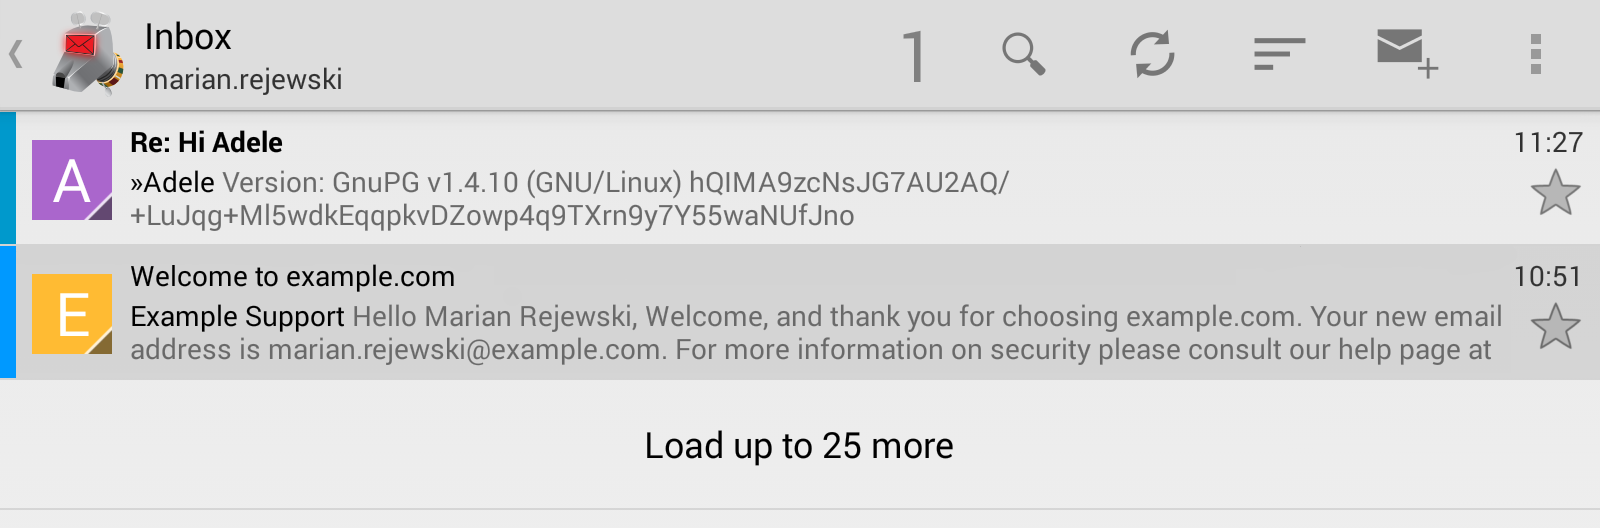 Inbox
marian.rejewski
1
A
Re: Hi Adele
11:27
»Adele Version: GnuPG v1.4.10 (GNU/Linux) hQIMA9zcNsJG7AU2AQ/
+LuJqg+Ml5wdkEqqpkvDZowp4q9TXrn9y7Y55waNUfJno
E
Welcome to example.com
10:51
Example Support Hello Marian Rejewski, Welcome, and thank you for choosing example.com. Your new email
address is marian.rejewski@example.com. For more information on security please consult our help page at
Load up to 25 more